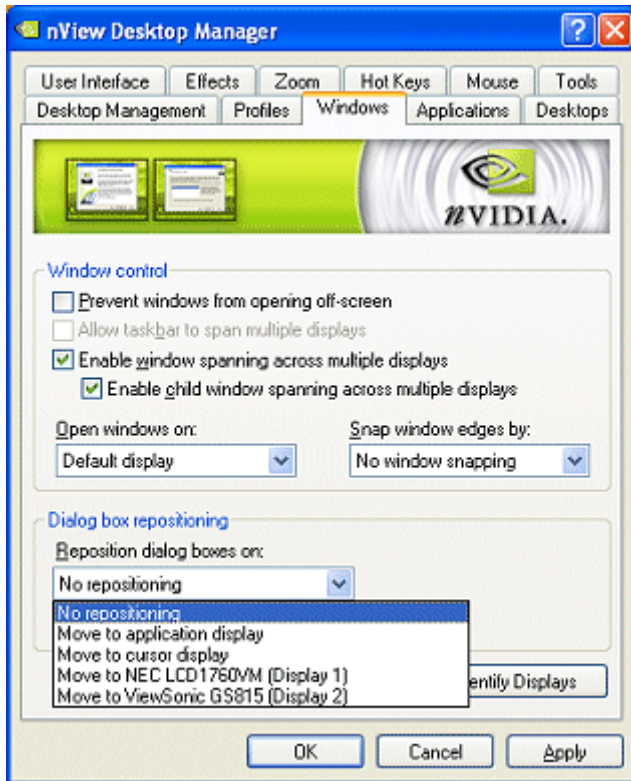 nView Desktop Manager
User Interface Effects Zoom Hot Keys Mouse Tools
Desktop Management Profiles Windows Applications Desktops
nVIDIA.
Window control
Prevent windows from opening off-screen
Allow taskbar to span multiple displays
Enable window spanning across multiple displays
Enable child window spanning across multiple displays
Open windows on: Snap window edges by:
Default display No window snapping
Dialog box repositioning
Reposition dialog boxes on:
No repositioning
No repositioning
Move to application display
Move to cursor display
Move to NEC LCD1760VM (Display 1)
Move to ViewSonic GS815 (Display 2)
entify Displays
OK Cancel Apply